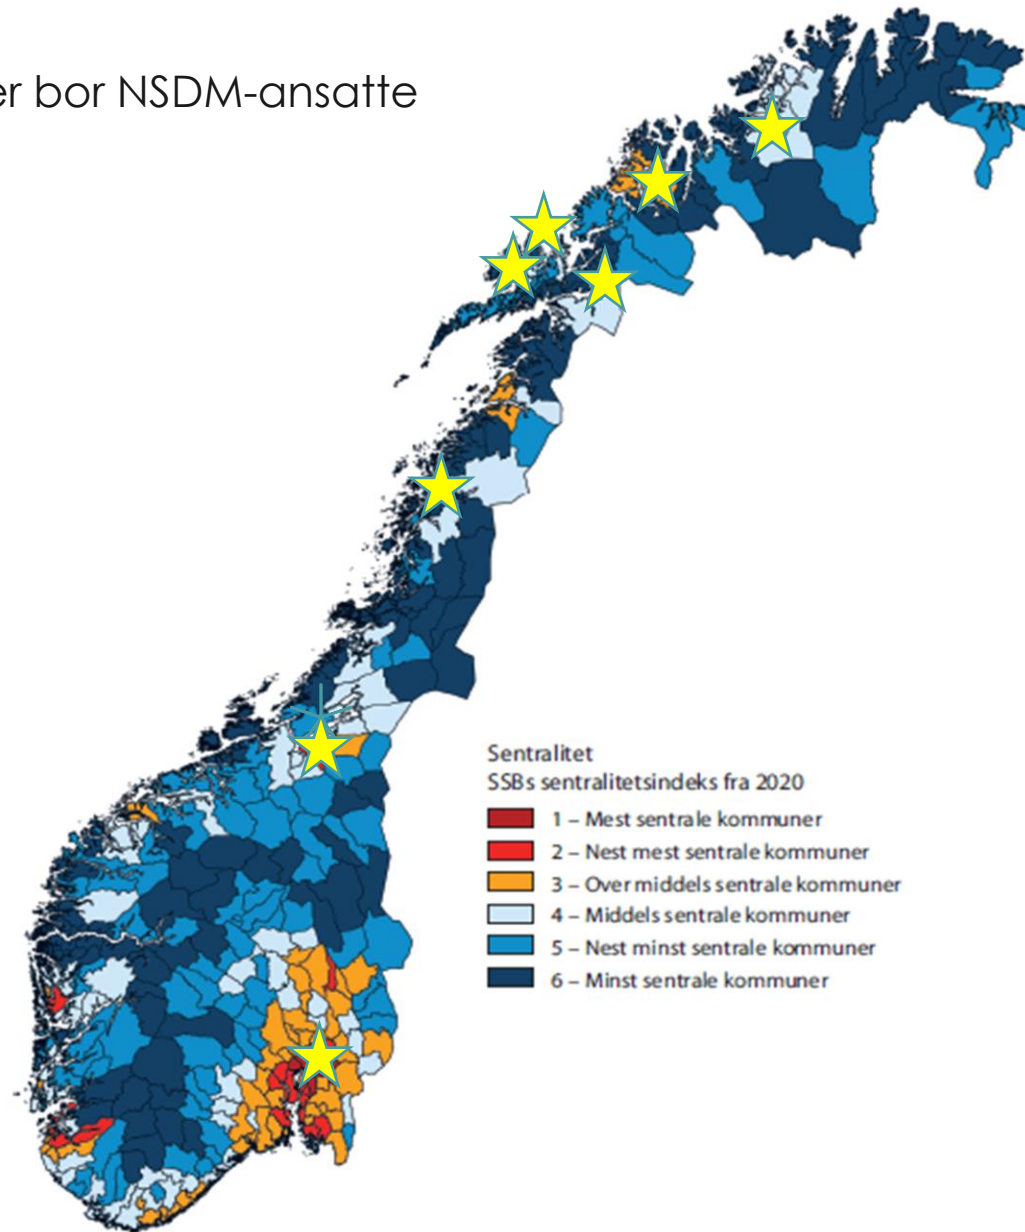 er bor NSDM-ansatte
Sentralitet
SSBs sentralitetsindeks fra 2020
1 – Mest sentrale kommuner
2 – Nest mest sentrale kommuner
3 – Over middels sentrale kommuner
4 – Middels sentrale kommuner
5 – Nest minst sentrale kommuner
6 – Minst sentrale kommuner